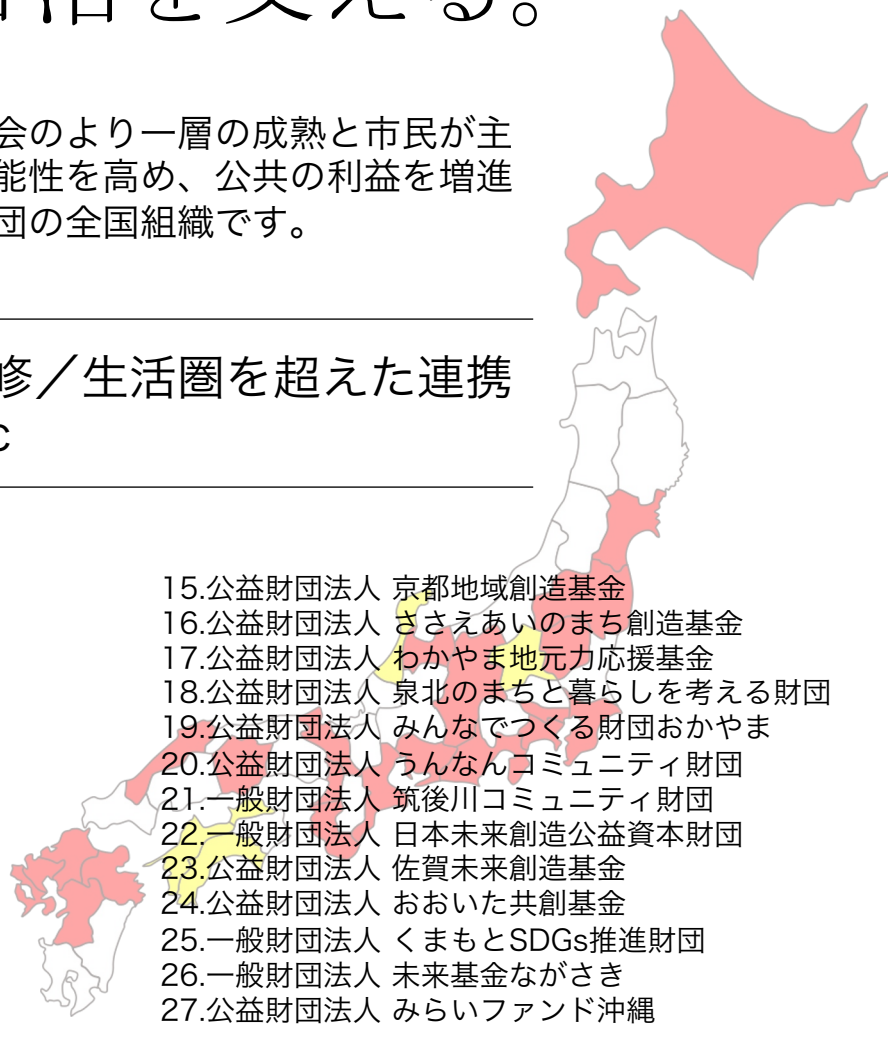 活を支える。
会のより一層の成熟と市民が主
能性を高め、公共の利益を増進
団の全国組織です。
修／生活圏を超えた連携
c
15.公益財団法人 京都地域創造基金
16.公益財団法人 ささえあいのまち創造基金
17.公益財団法人 わかやま地元力応援基金
18.公益財団法人 泉北のまちと暮らしを考える財団
19.公益財団法人 みんなでつくる財団おかやま
20.公益財団法人 うんなんコミュニティ財団
21.一般財団法人 筑後川コミュニティ財団
22.一般財団法人 日本未来創造公益資本財団
23.公益財団法人 佐賀未来創造基金
24.公益財団法人 おおいた共創基金
25.一般財団法人 くまもとSDGs推進財団
26.一般財団法人 未来基金ながさき
27.公益財団法人 みらいファンド沖縄